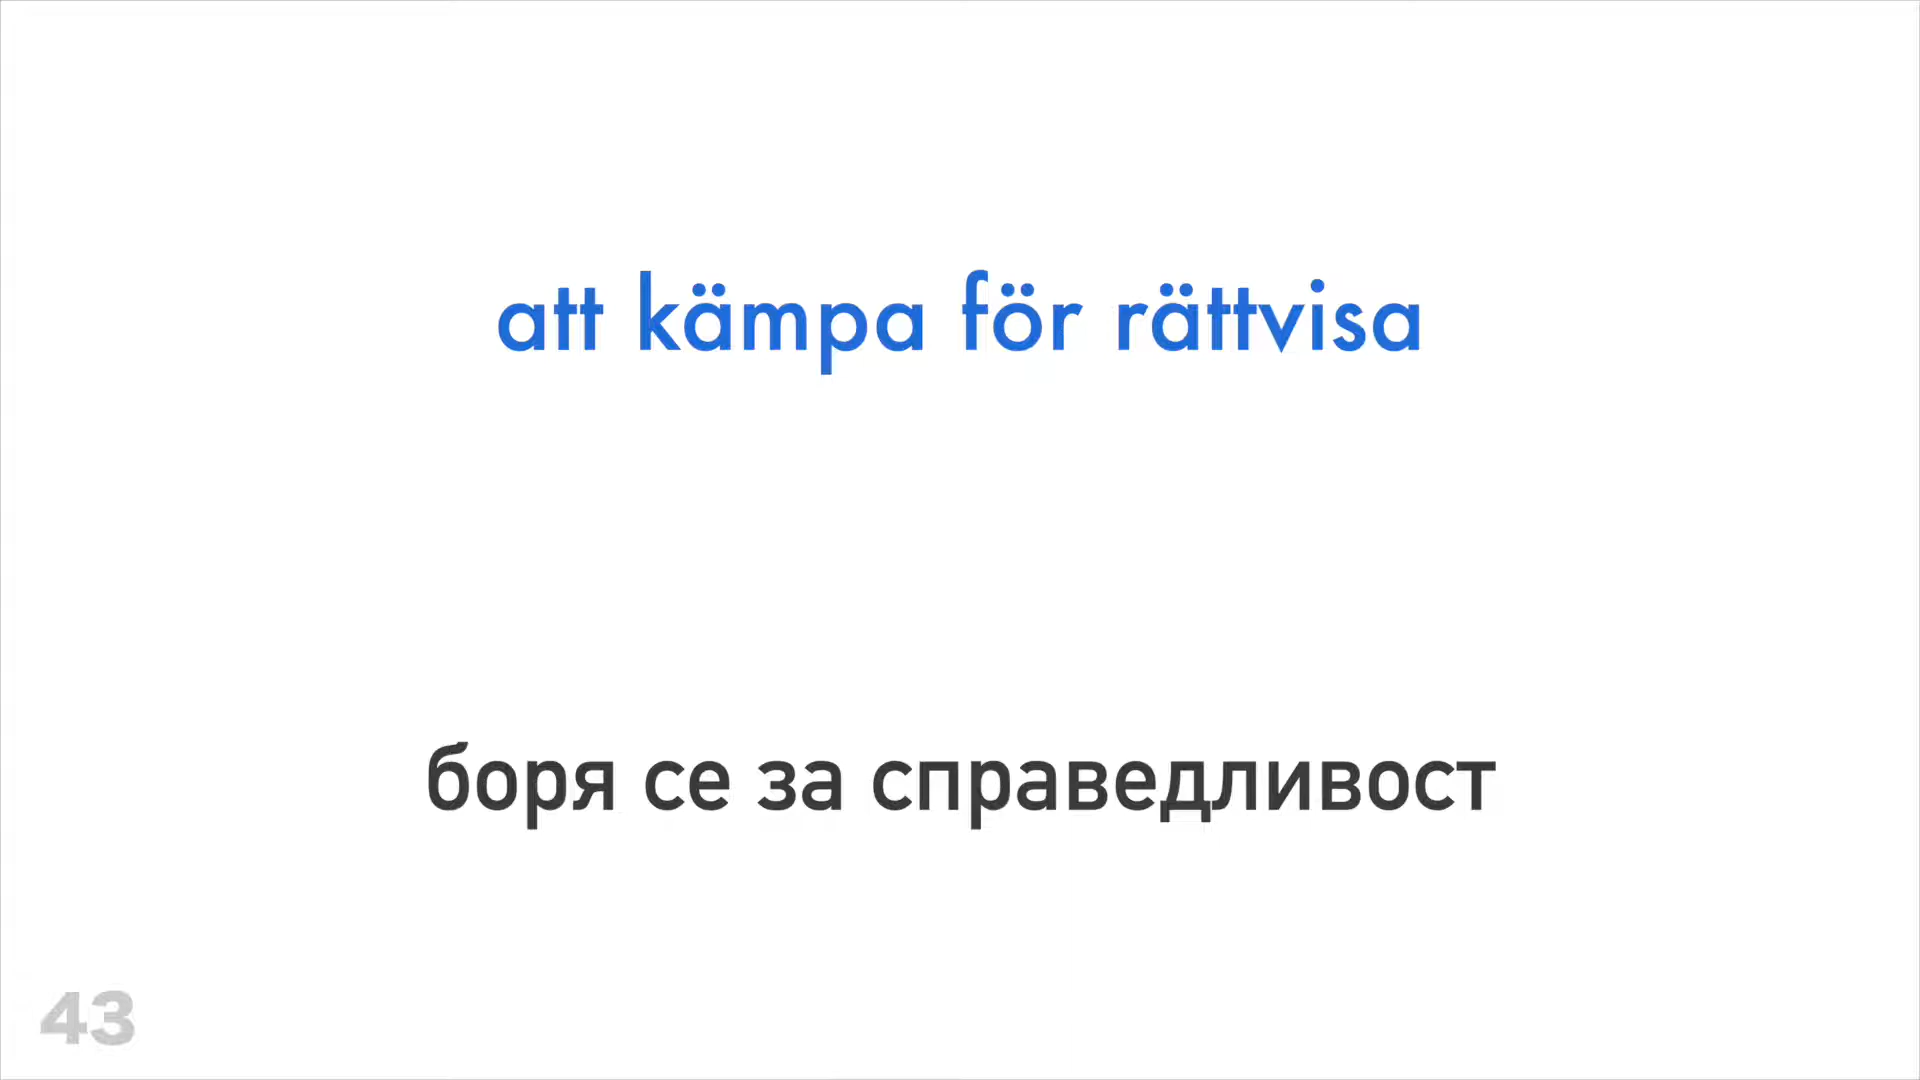 att kämpa för rättvisa
боря се за справедливост
43